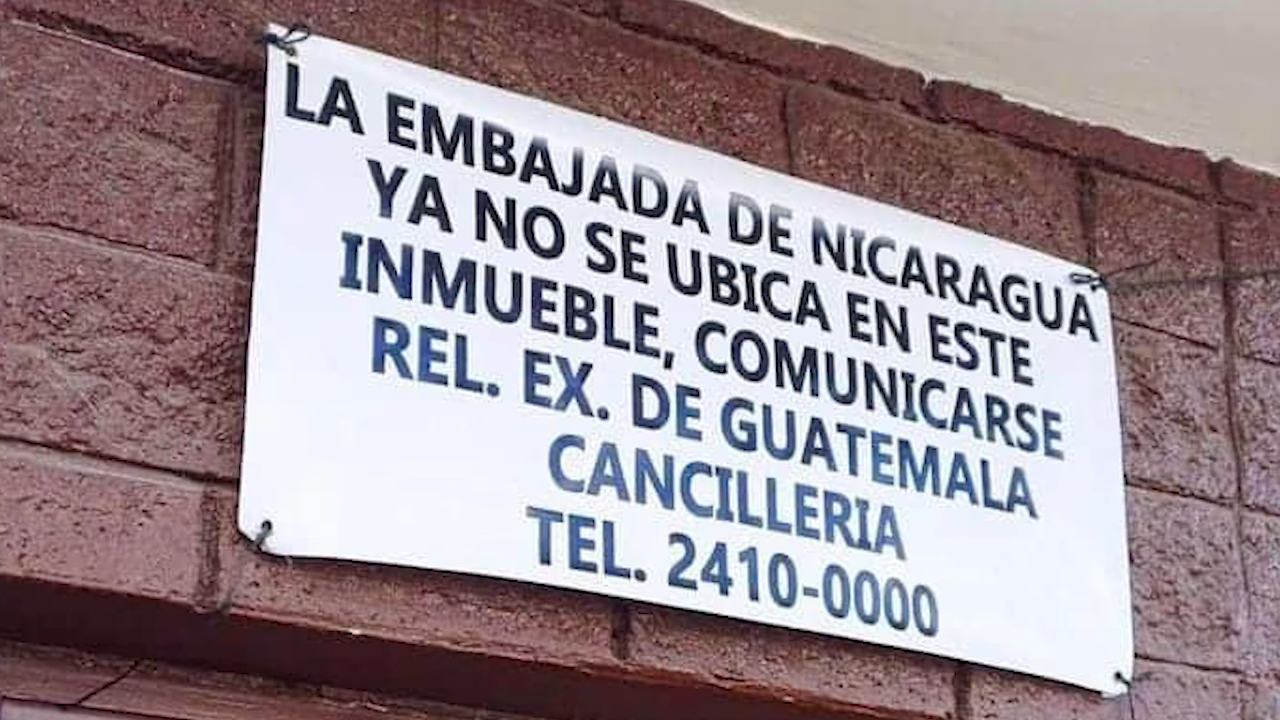 LA EMBAJADA DE NICARAGUA
YA NO SE UBICA EN ESTE
INMUEBLE, COMUNICARSE
REL. EX. DE GUATEMALA
CANCILLERIA
TEL. 2410-0000